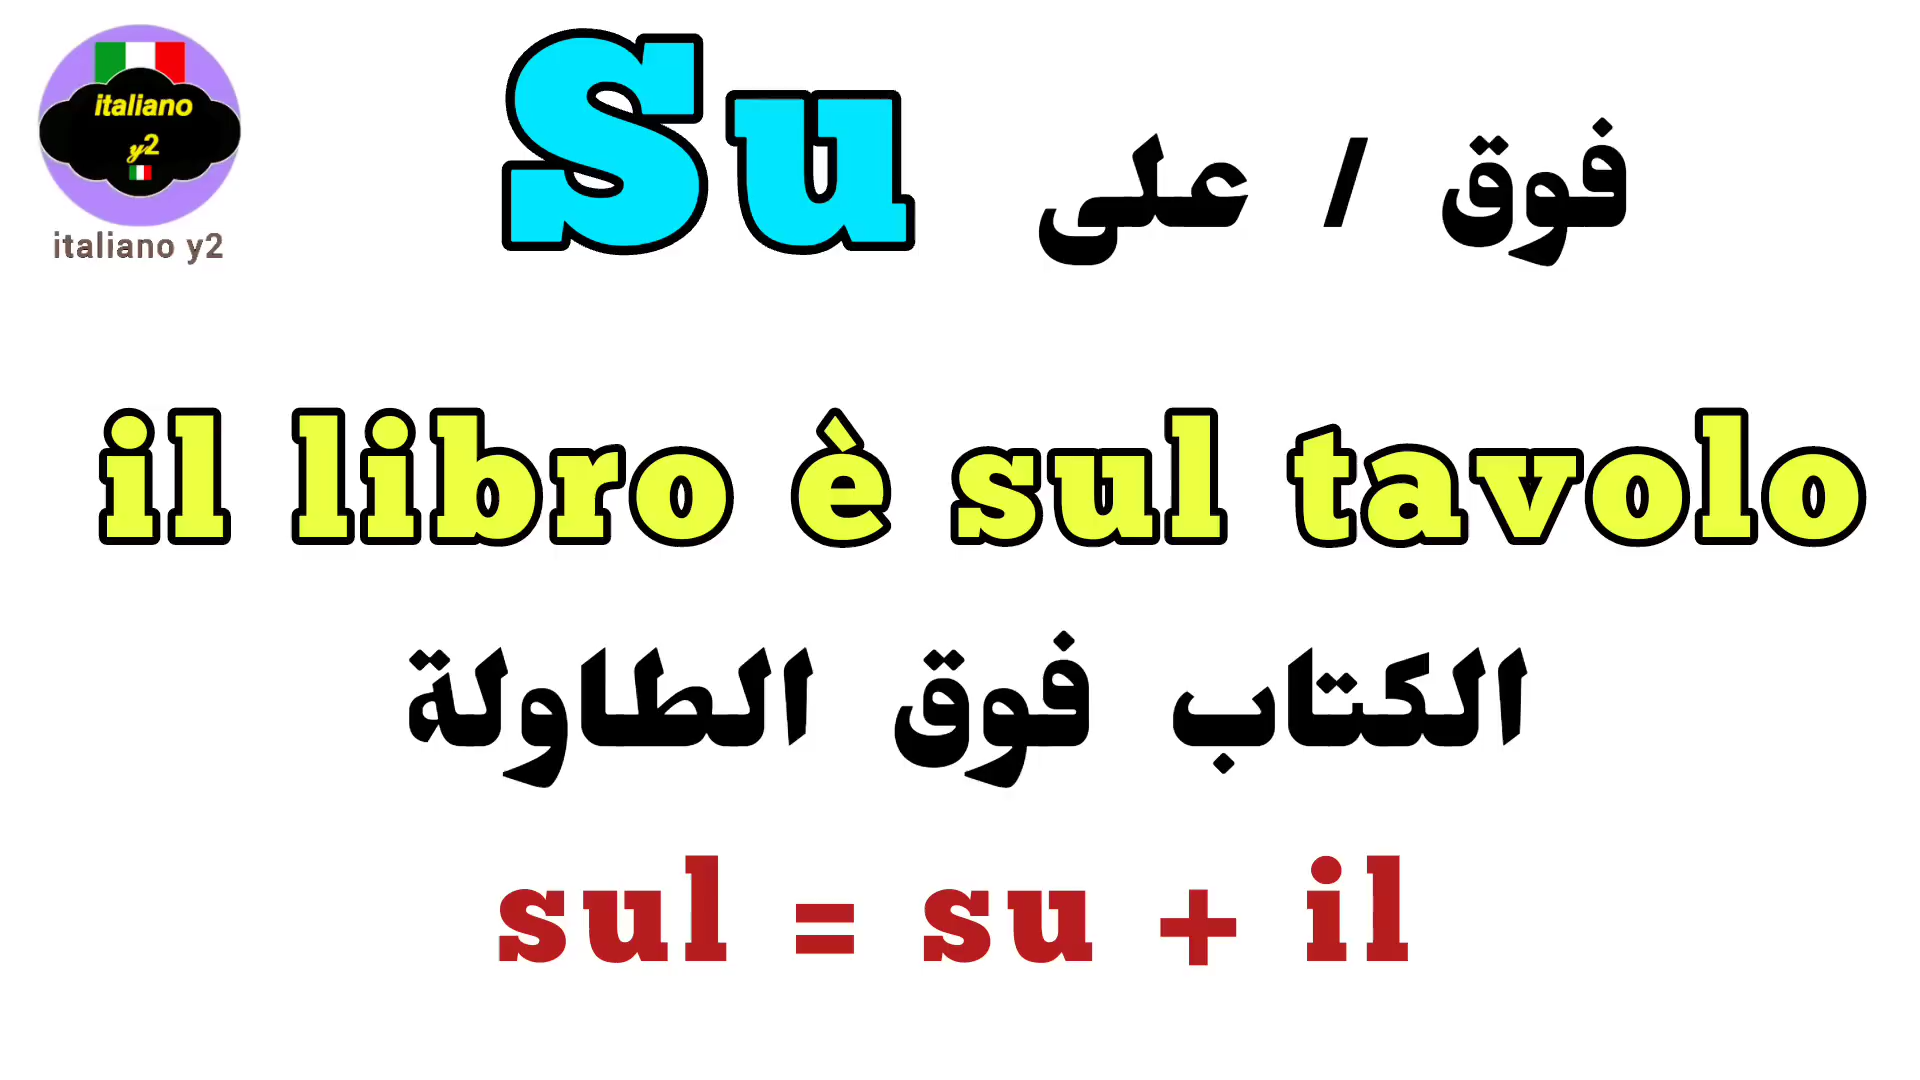 italiano
y2
italiano y2
Su فوق / على
il libro è sul tavolo
الكتاب فوق الطاولة
sul = su + il